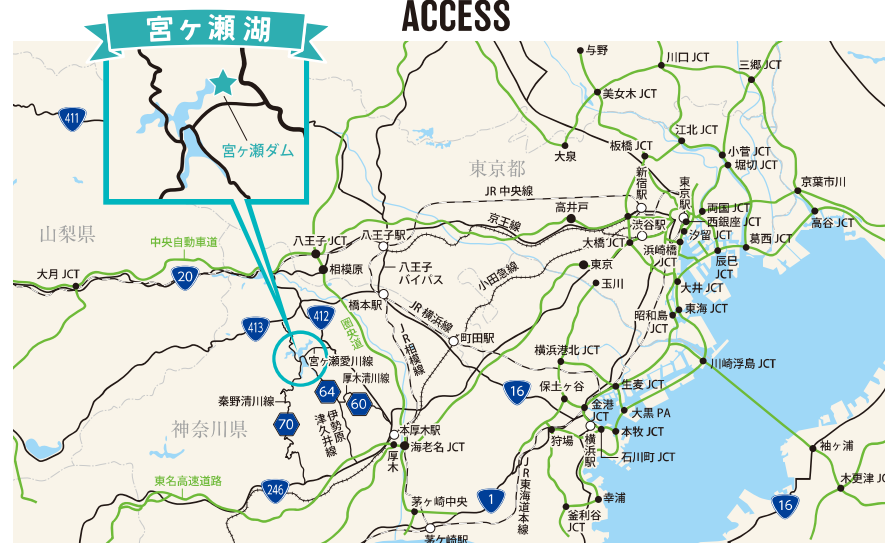 ACCESS
宮ヶ瀬湖
宮ヶ瀬ダム
411
与野
川口 JCT
三郷 JCT
美女木 JCT
江北 JCT
大泉
板橋 JCT
小菅 JCT
堀切 JCT
東京都
新宿駅
東京駅
京葉市川
JR 中央線
高井戸
両国 JCT
高谷 JCT
京王線
渋谷駅
西銀座 JCT
汐留 JCT
葛西 JCT
山梨県
中央自動車道
八王子 JCT
八王子駅
大橋 JCT
浜崎橋
JCT
辰巳
JCT
大月 JCT
20
相模原
八王子
バイパス
小田急線
東京
玉川
大井 JCT
橋本駅
東海 JCT
昭和島
JCT
412
413
圏央道
JR 横浜線
JR相模線
町田駅
横浜港北 JCT
川崎浮島 JCT
宮ヶ瀬愛川線
厚木清川線
64
60
16
保土ヶ谷
生麦 JCT
秦野清川線
70
伊勢原
津久井線
金港
JCT
大黒 PA
神奈川県
本厚木駅
海老名 JCT
厚木
狩場
横浜駅
本牧 JCT
石川町 JCT
袖ヶ浦
東名高速道路
246
JR東海道本線
木更津 JC
茅ヶ崎中央
1
幸浦
16
釜利谷
JCT
茅ケ崎駅